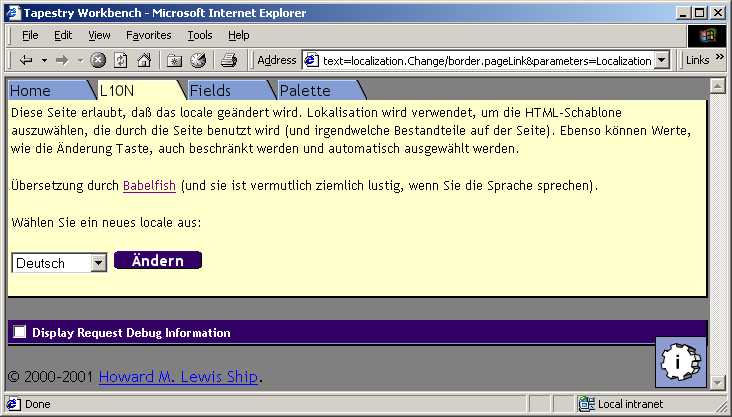 Tapestry Workbench - Microsoft Internet Explorer
File Edit View Favorites Tools Help
Address text=localization.Change/border.pageLink&parameters=Localization Links »
Home L10N Fields Palette
Diese Seite erlaubt, daß das locale geändert wird. Lokalisation wird verwendet, um die HTML-Schablone
auszuwählen, die durch die Seite benutzt wird (und irgendwelche Bestandteile auf der Seite). Ebenso können Werte,
wie die Änderung Taste, auch beschränkt werden und automatisch ausgewählt werden.
Übersetzung durch Babelfish (und sie ist vermutlich ziemlich lustig, wenn Sie die Sprache sprechen).
Wählen Sie ein neues locale aus:
Deutsch Ändern
Display Request Debug Information
i
© 2000-2001 Howard M. Lewis Ship.
Done Local intranet